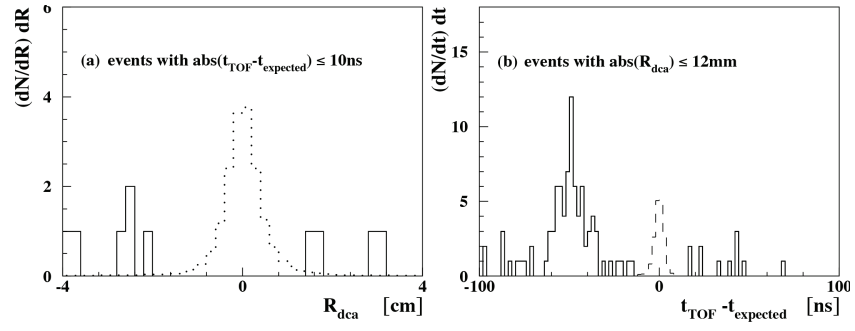 (dN/dR) dR
6
4
2
0
-4
0
4
(a) events with abs(t_TOF-t_expected) ≤ 10ns
R_dca [cm]
(dN/dt) dt
15
10
5
0
-100
0
100
(b) events with abs(R_dca) ≤ 12mm
t_TOF -t_expected [ns]